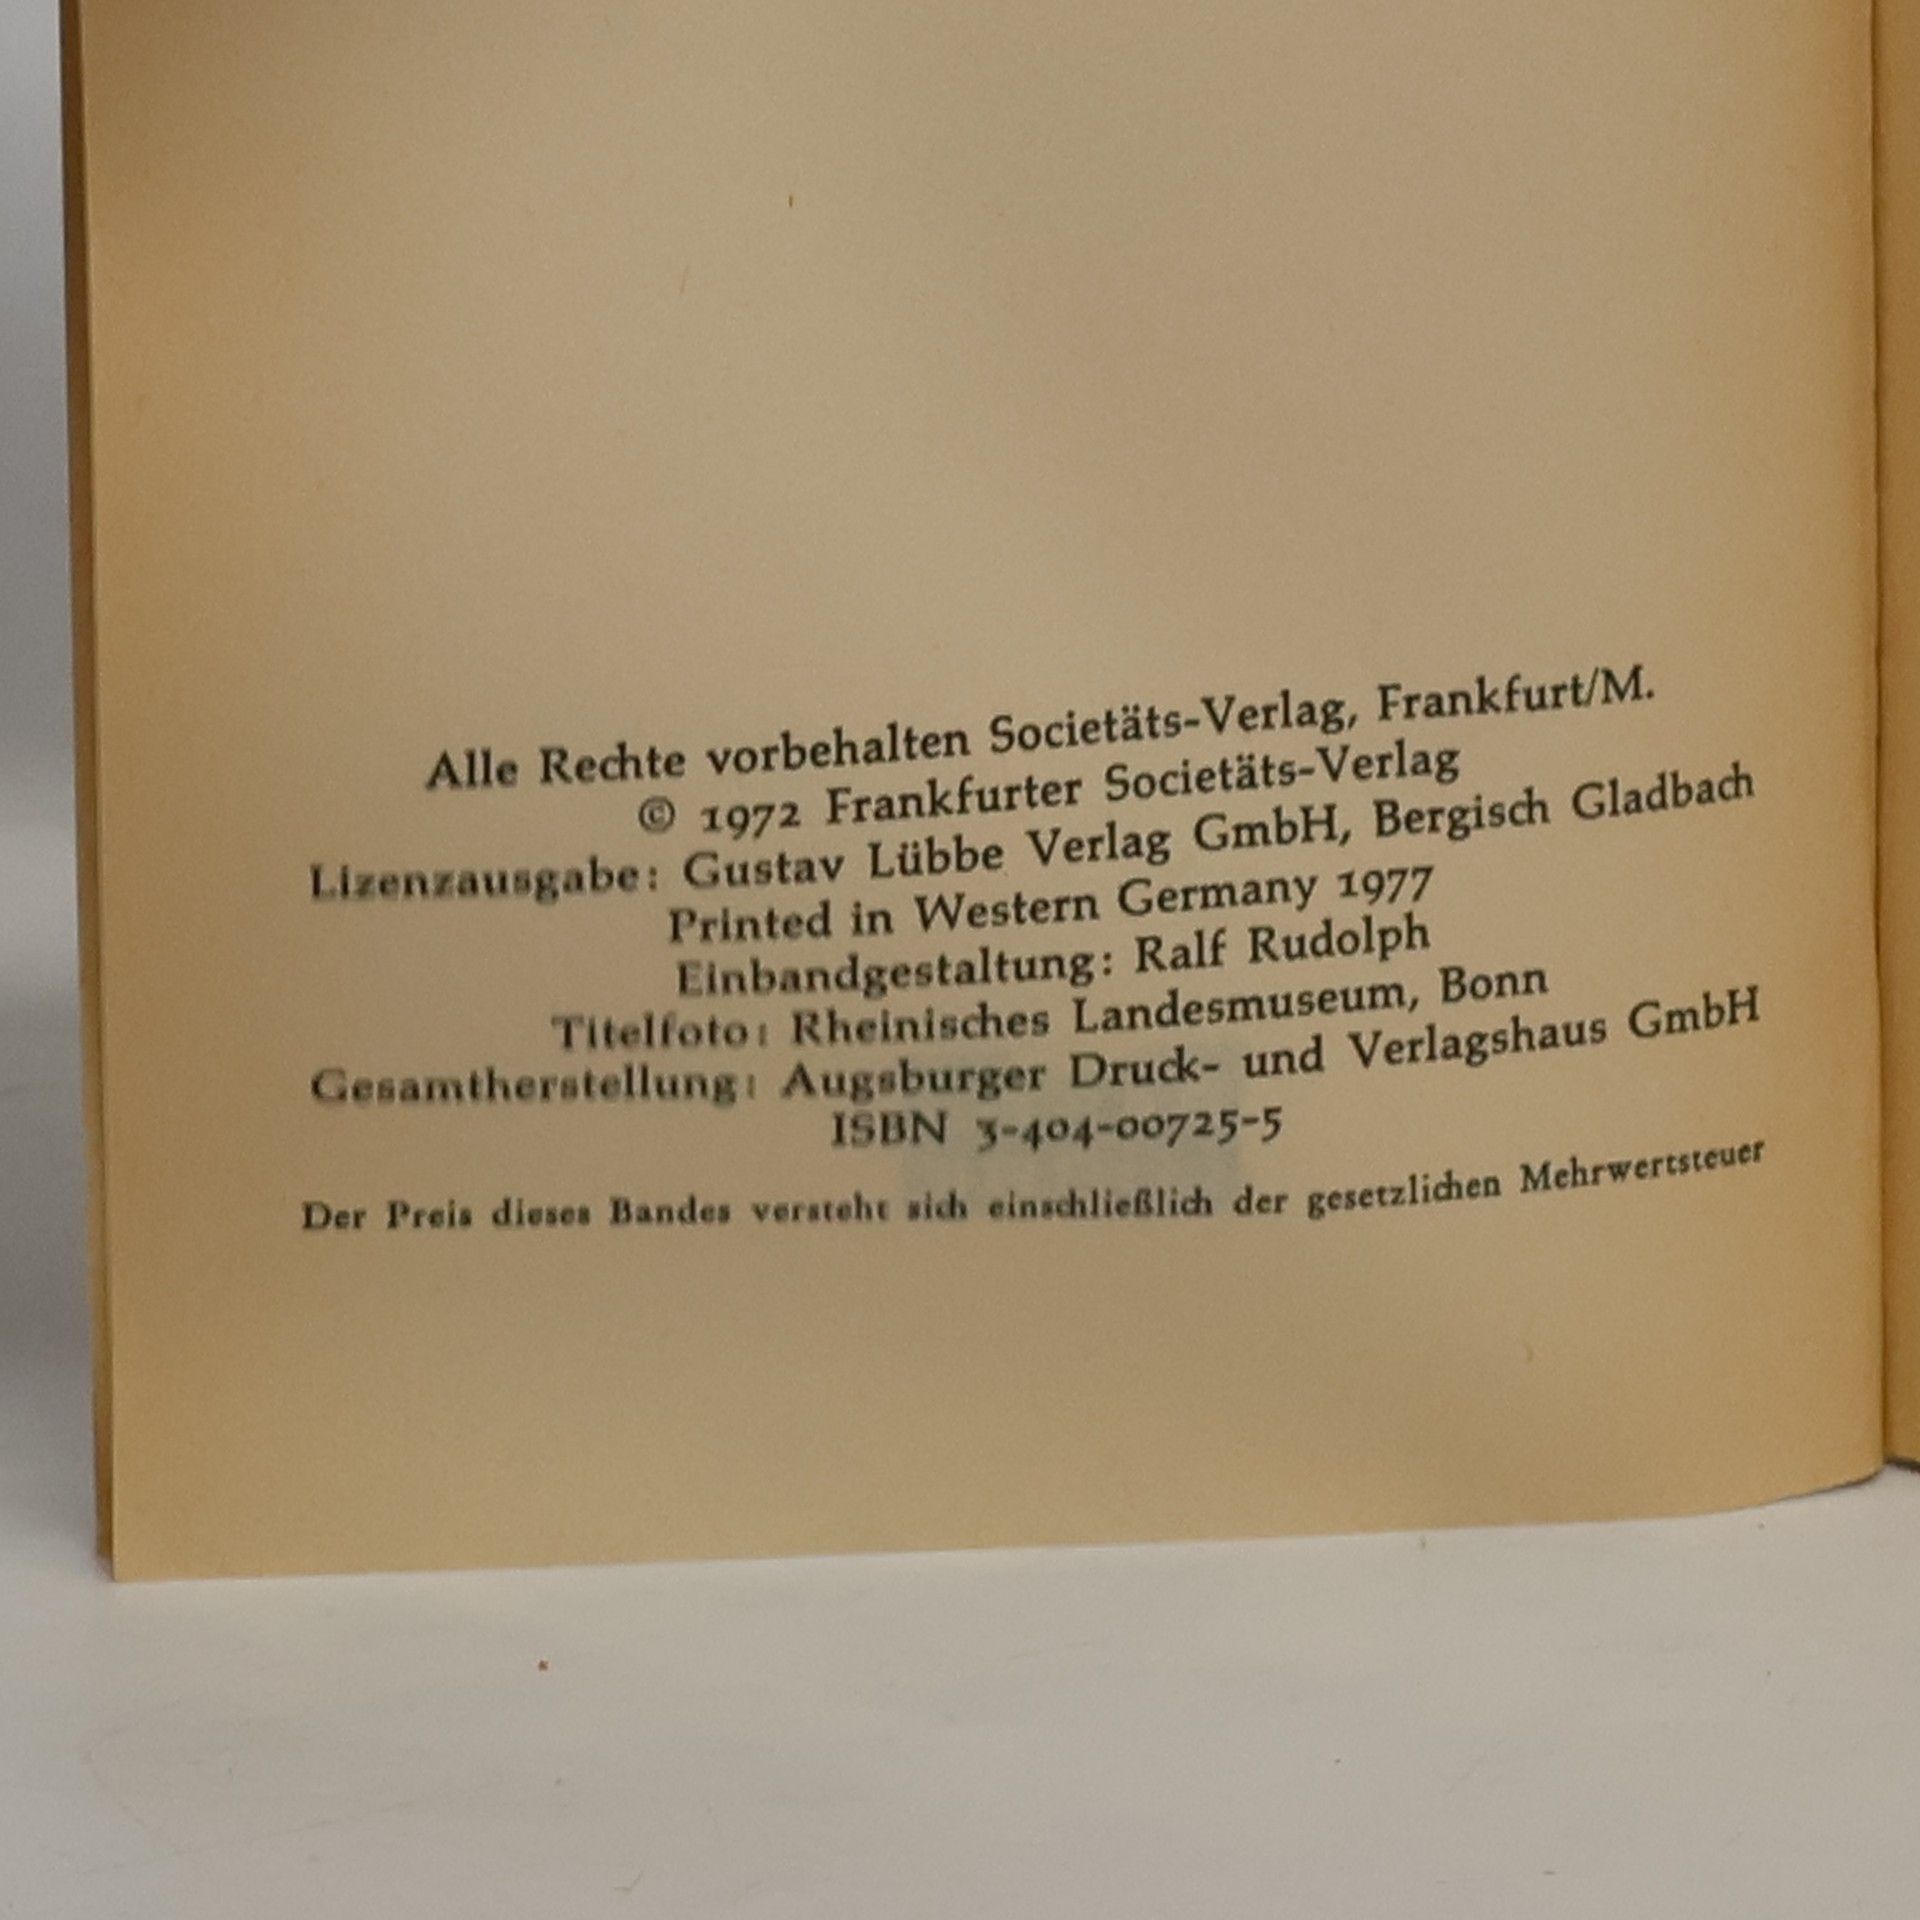 Alle Rechte vorbehalten Societäts-Verlag, Frankfurt/M.
© 1972 Frankfurter Societäts-Verlag
Lizenzausgabe: Gustav Lübbe Verlag GmbH, Bergisch Gladbach
Printed in Western Germany 1977
Einbandgestaltung: Ralf Rudolph
Titelfoto: Rheinisches Landesmuseum, Bonn
Gesamtherstellung: Augsburger Druck- und Verlagshaus GmbH
ISBN 3-404-00725-5
Der Preis dieses Bandes versteht sich einschließlich der gesetzlichen Mehrwertsteuer